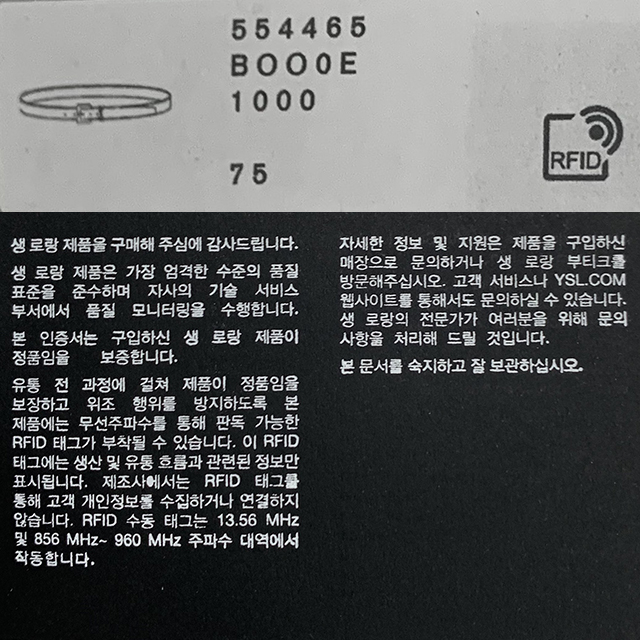 554465
BOO0E
1000
75
RFID
생 로랑 제품을 구매해 주심에 감사드립니다.
생 로랑 제품은 가장 엄격한 수준의 품질
표준을 준수하며 자사의 기술 서비스
부서에서 품질 모니터링을 수행합니다.
본 인증서는 구입하신 생 로랑 제품이
정품임을 보증합니다.
유통 전 과정에 걸쳐 제품이 정품임을
보장하고 위조 행위를 방지하도록 본
제품에는 무선주파수를 통해 판독 가능한
RFID 태그가 부착될 수 있습니다. 이 RFID
태그에는 생산 및 유통 흐름과 관련된 정보만
표시됩니다. 제조사에서는 RFID 태그를
통해 고객 개인정보를 수집하거나 연결하지
않습니다. RFID 수동 태그는 13.56 MHz
및 856 MHz~ 960 MHz 주파수 대역에서
작동합니다.
자세한 정보 및 지원은 제품을 구입하신
매장으로 문의하거나 생 로랑 부티크를
방문해주십시오. 고객 서비스나 YSL.COM
웹사이트를 통해서도 문의하실 수 있습니다.
생 로랑의 전문가가 여러분을 위해 문의
사항을 처리해 드릴 것입니다.
본 문서를 숙지하고 잘 보관하십시오.